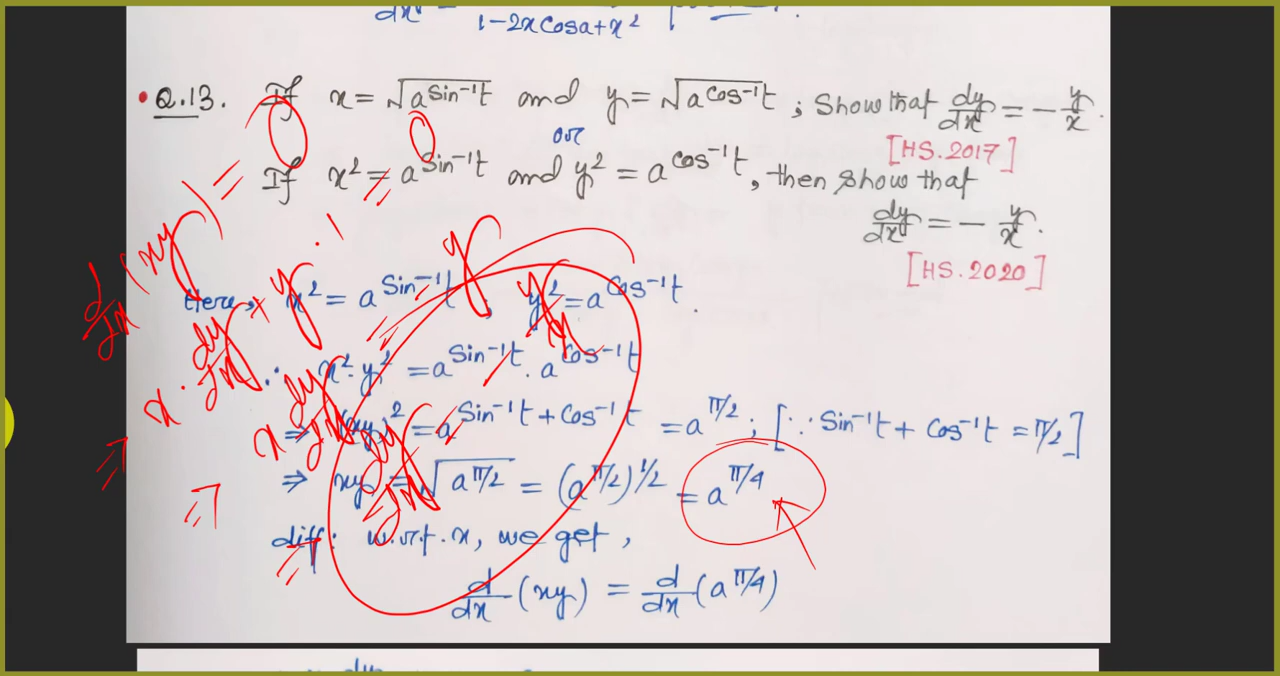 1-2xCosa+x²
• Q.13. If x = √a^Sin⁻¹t and y = √a^Cos⁻¹t ; Show that dy/dx = - y/x.
or [HS.2017]
If x² = a^Sin⁻¹t and y² = a^Cos⁻¹t, then show that
dy/dx = - y/x.
[HS.2020]
d/dx (xy) =
Here, x² = a^Sin⁻¹t, y² = a^Cos⁻¹t.
x · dy/dx + y · 1
∴ x²·y² = a^Sin⁻¹t . a^Cos⁻¹t
⇒ (xy)² = a^Sin⁻¹t + Cos⁻¹t = a^π/2 ; [∵ Sin⁻¹t + Cos⁻¹t = π/2]
⇒ xy = √a^π/2 = (a^π/2)^1/2 = a^π/4
diff. w.r.t. x, we get,
d/dx (xy) = d/dx (a^π/4)